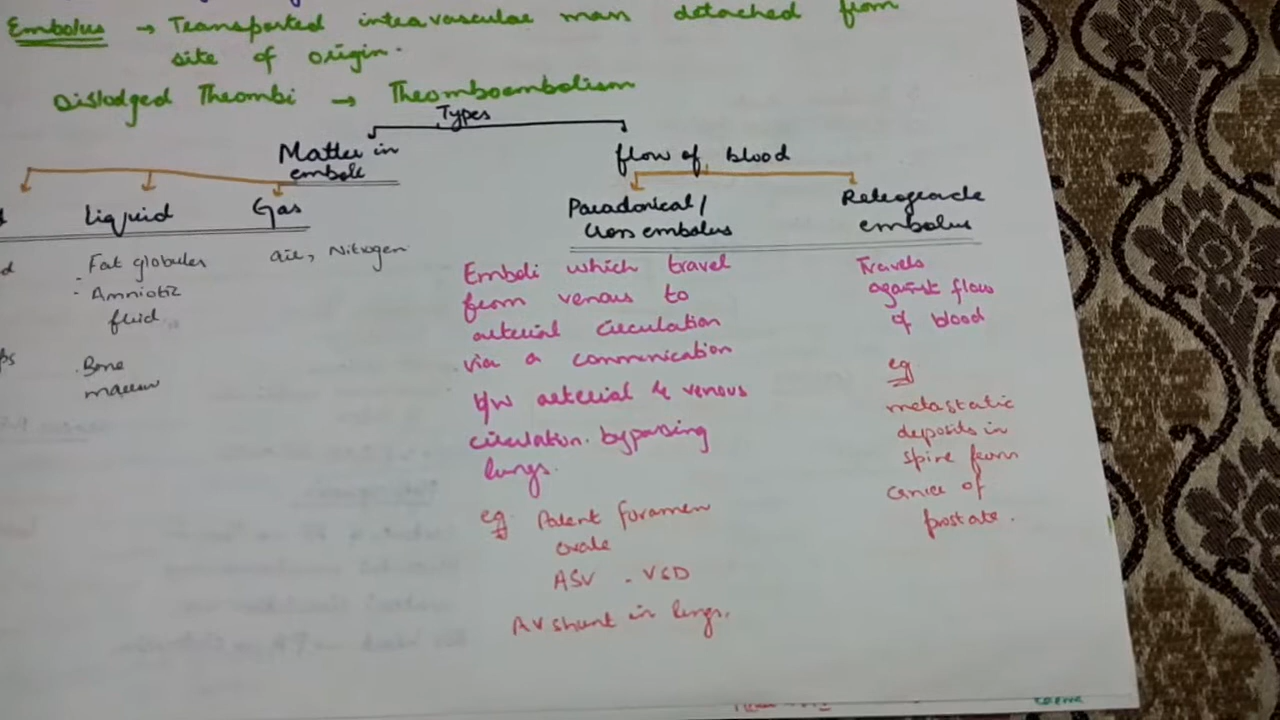 Embolus → Transported intravascular mass detached from
site of origin.
Dislodged Thrombi → Thromboembolism
Types
Matter in
emboli
flow of blood
Liquid
Gas
Paradoxical /
Cross embolus
Retrograde
embolus
Fat globules
Amniotic
fluid
Bone
marrow
air, Nitrogen
Emboli which travel
from venous to
arterial circulation
via a communication
b/w arterial & venous
circulation. bypassing
lungs.
eg. Patent foramen
ovale
ASV - VSD
AV shunt in lungs.
Travels
against flow
of blood
eg
metastatic
deposits in
spine from
cancer of
prostate.